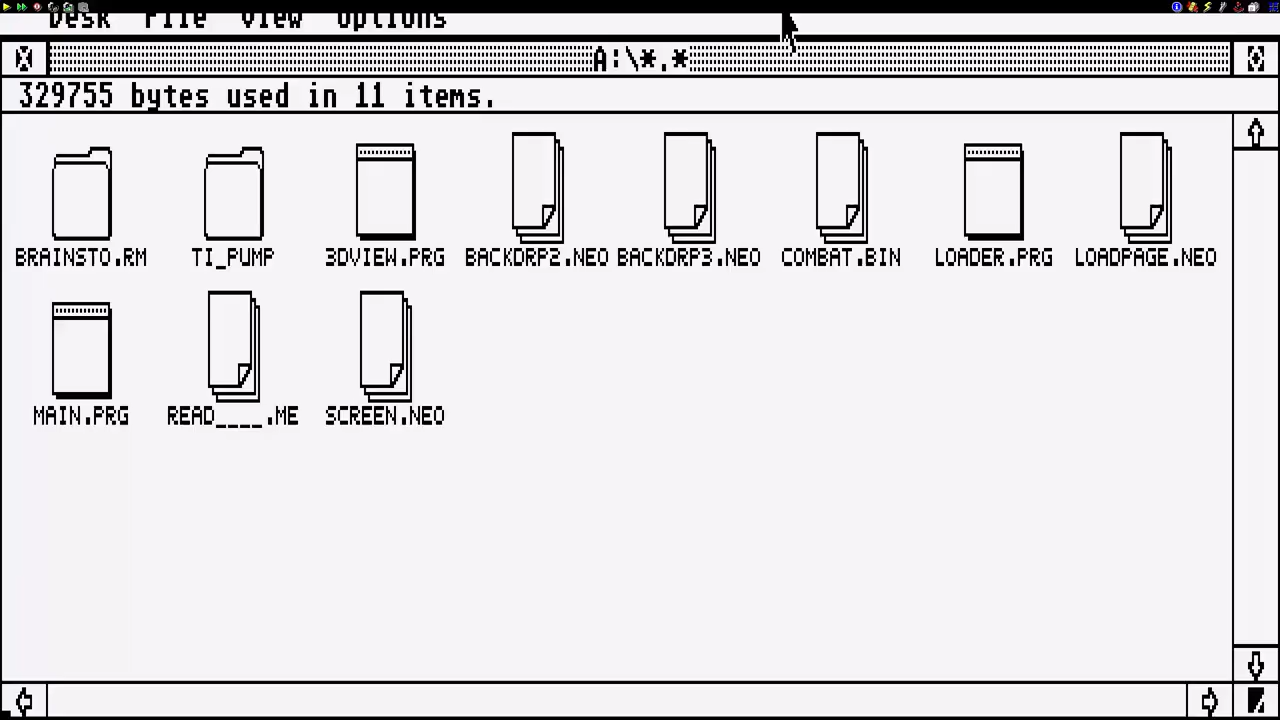 Desk File View Options
A:\*.*
329755 bytes used in 11 items.
BRAINSTO.RM TI_PUMP 3DVIEW.PRG BACKDRP2.NEO BACKDRP3.NEO COMBAT.BIN LOADER.PRG LOADPAGE.NEO
MAIN.PRG READ____.ME SCREEN.NEO